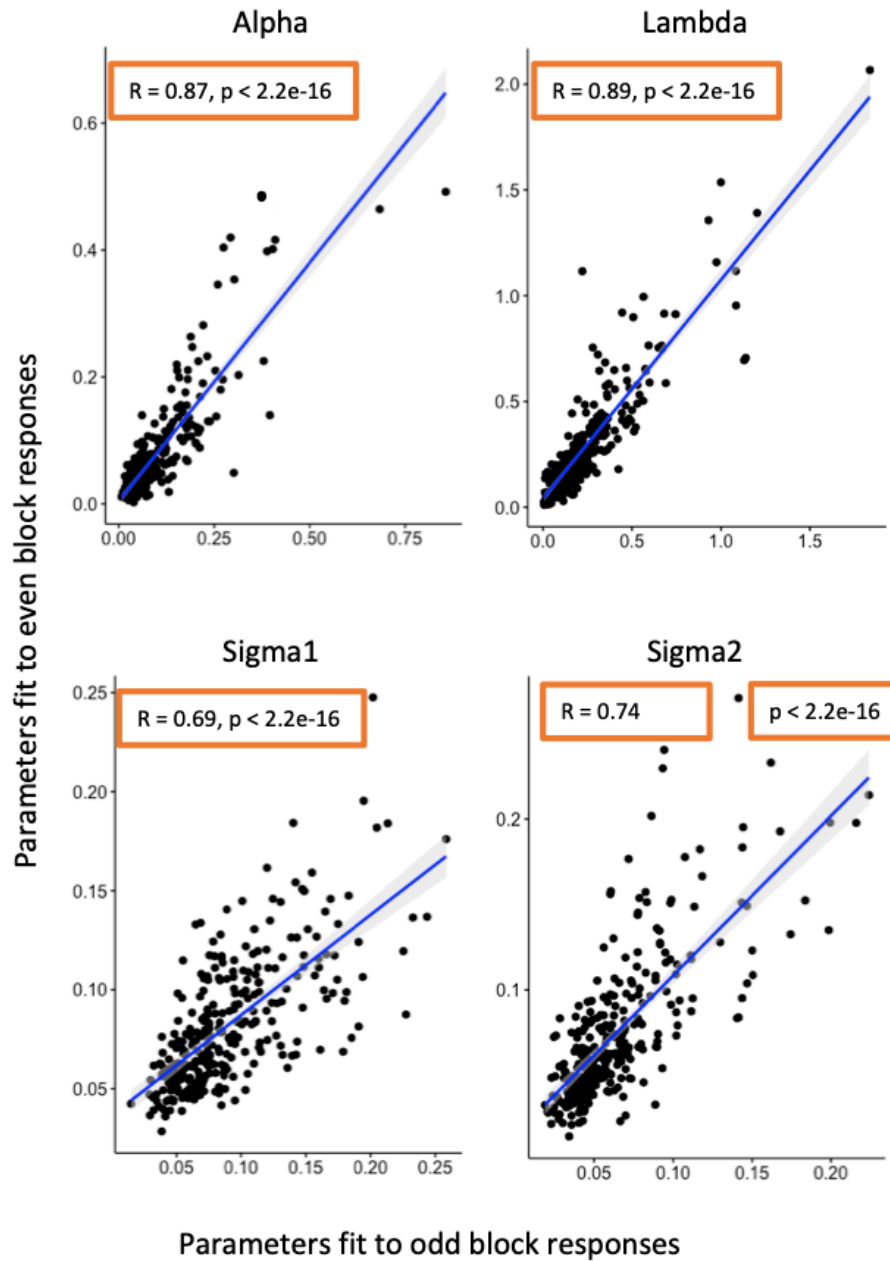 Alpha
Lambda
R = 0.87, p < 2.2e-16
R = 0.89, p < 2.2e-16
0.6
0.4
0.2
0.0
0.00 0.25 0.50 0.75
2.0
1.5
1.0
0.5
0.0
0.0 0.5 1.0 1.5
Parameters fit to even block responses
Sigma1
Sigma2
R = 0.69, p < 2.2e-16
R = 0.74
p < 2.2e-16
0.25
0.20
0.15
0.10
0.05
0.05 0.10 0.15 0.20 0.25
0.2
0.1
0.05 0.10 0.15 0.20
Parameters fit to odd block responses